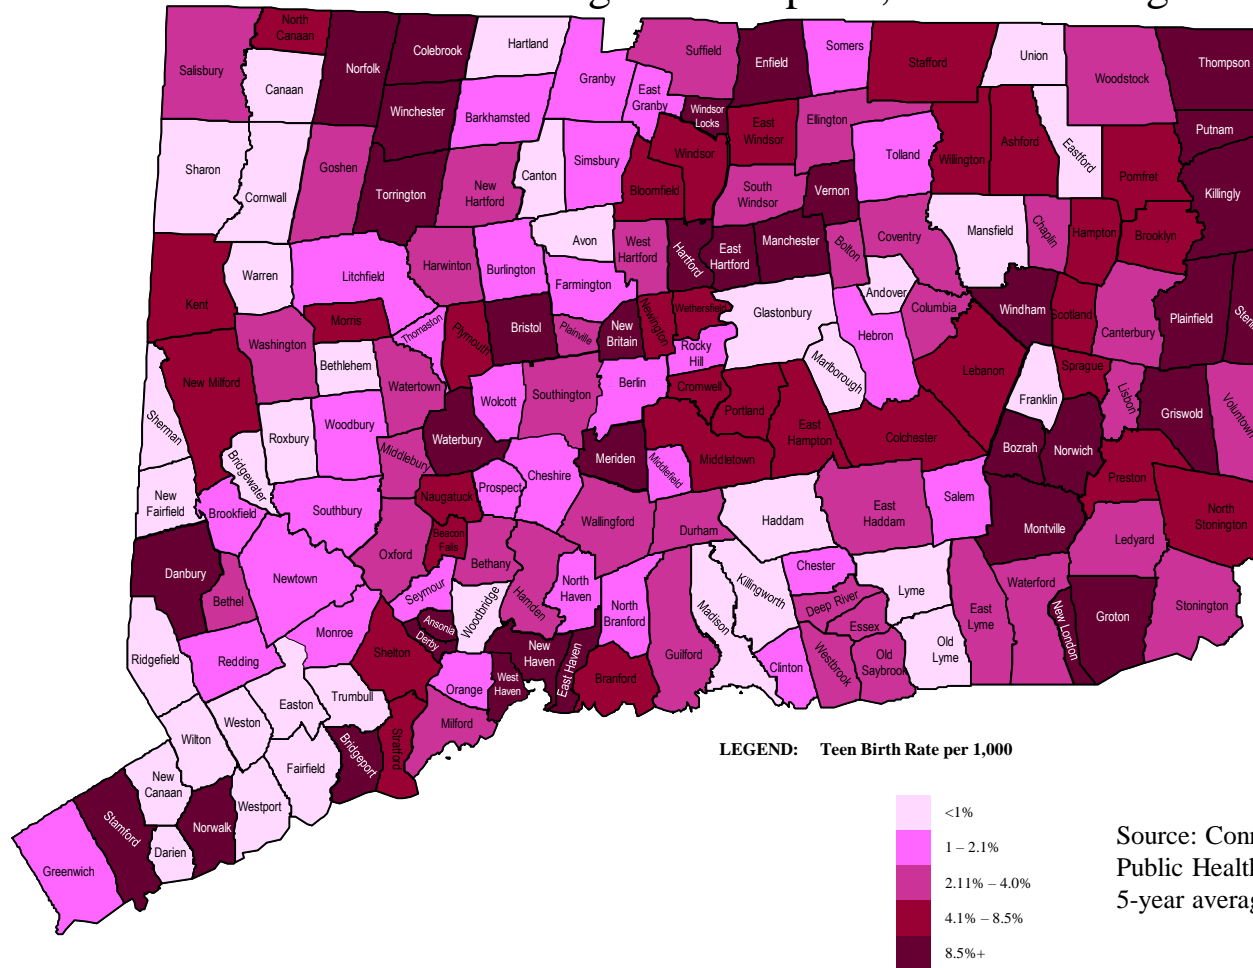 North
Canaan
Colebrook
Hartland
Suffield
Somers
Enfield
Stafford
Union
Thompson
Salisbury
Norfolk
Granby
Woodstock
Canaan
East
Granby
Winchester
Barkhamsted
Windsor
Locks
East
Windsor
Ellington
Putnam
Sharon
Cornwall
Goshen
Torrington
New
Hartford
Canton
Simsbury
Bloomfield
Windsor
South
Windsor
Vernon
Tolland
Willington
Ashford
Eastford
Pomfret
Killingly
Kent
Warren
Litchfield
Harwinton
Burlington
Avon
Farmington
West
Hartford
Hartford
East
Hartford
Manchester
Bolton
Coventry
Mansfield
Chaplin
Hampton
Brooklyn
Andover
Columbia
Windham
Scotland
Canterbury
Plainfield
Morris
Washington
Bethlehem
Thomaston
Plymouth
Bristol
Plainville
New
Britain
Newington
Wethersfield
Rocky
Hill
Glastonbury
Hebron
Marlborough
Lebanon
Franklin
Sprague
Lisbon
Griswold
Voluntown
New Milford
Sherman
Watertown
Wolcott
Southington
Berlin
Cromwell
Portland
East
Hampton
Colchester
Bozrah
Norwich
Preston
North
Stonington
Roxbury
Woodbury
Bridgewater
Middlebury
Waterbury
Cheshire
Meriden
Middlefield
Middletown
New
Fairfield
Brookfield
Southbury
Naugatuck
Prospect
Wallingford
Durham
Haddam
East
Haddam
Salem
Montville
Ledyard
Danbury
Bethel
Newtown
Oxford
Beacon
Falls
Bethany
Hamden
North
Haven
North
Branford
Guilford
Madison
Killingworth
Chester
Deep River
Essex
Lyme
East
Lyme
Waterford
New London
Groton
Stonington
Ridgefield
Redding
Monroe
Seymour
Ansonia
Derby
Woodbridge
Shelton
Orange
West
Haven
New
Haven
East Haven
Branford
Clinton
Westbrook
Old
Saybrook
Old
Lyme
Easton
Trumbull
Weston
Wilton
Milford
Stratford
Bridgeport
Fairfield
New
Canaan
Westport
Norwalk
Darien
Stamford
Greenwich
LEGEND: Teen Birth Rate per 1,000
<1%
1 – 2.1%
2.11% – 4.0%
4.1% – 8.5%
8.5%+
Public Health
5-year